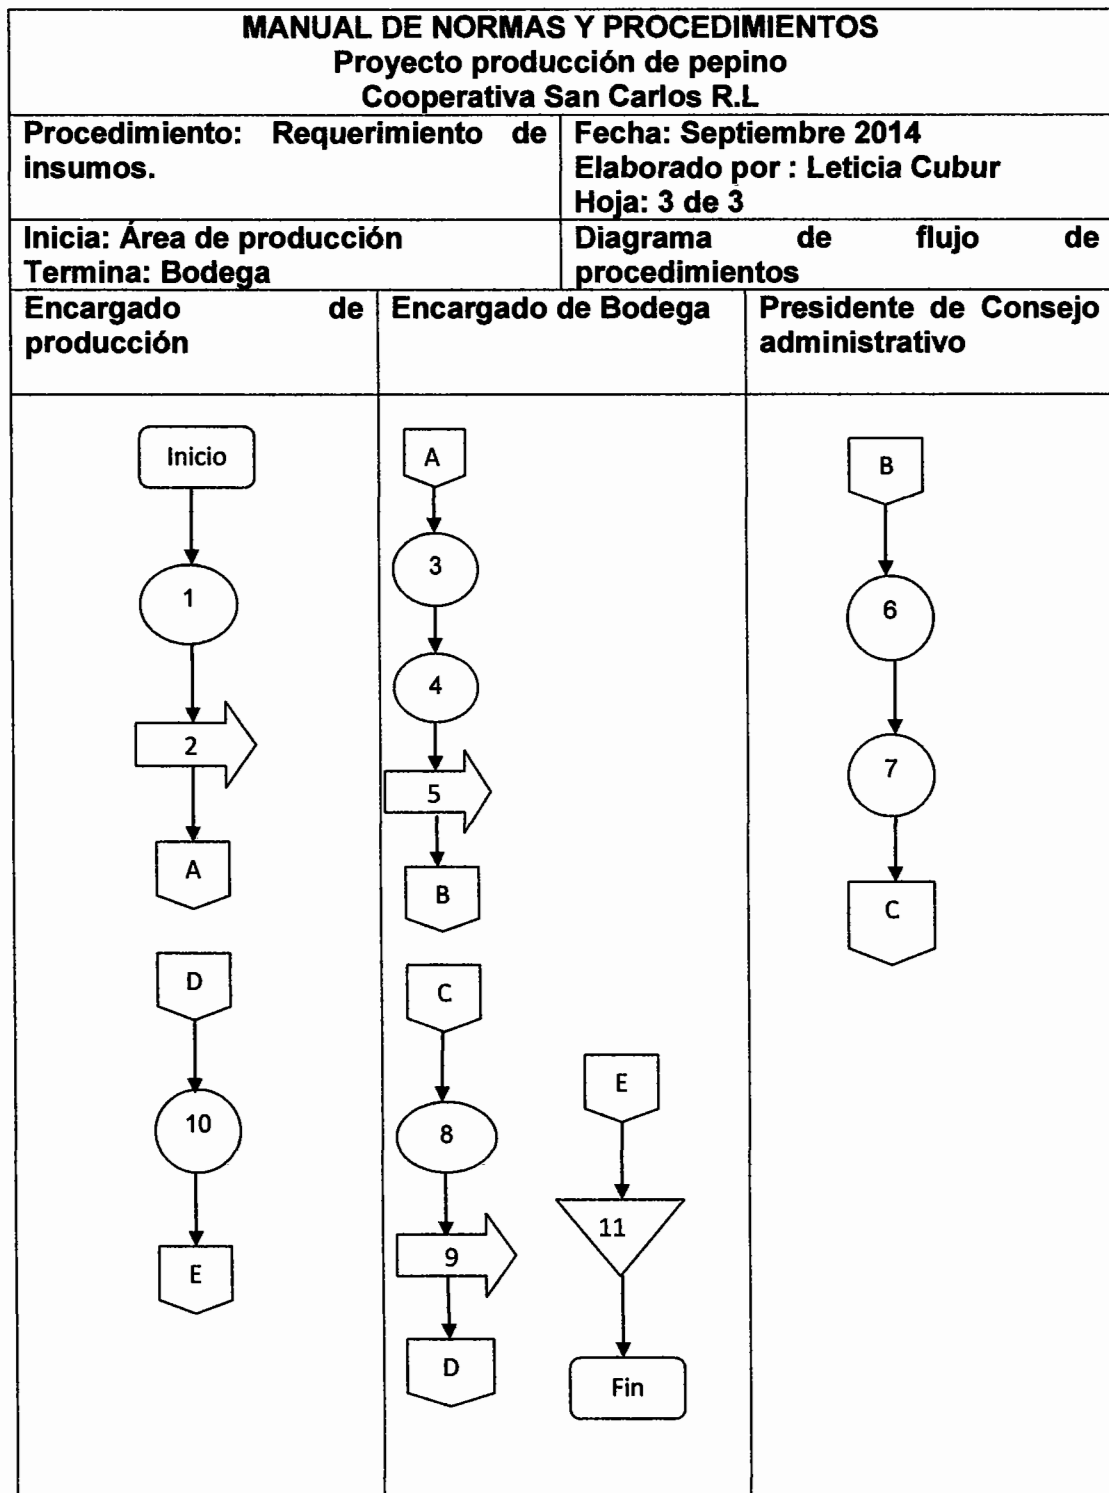 MANUAL DE NORMAS Y PROCEDIMIENTOS
Proyecto producción de pepino
Cooperativa San Carlos R.L
Procedimiento: Requerimiento de
insumos.
Fecha: Septiembre 2014
Elaborado por : Leticia Cubur
Hoja: 3 de 3
Inicia: Área de producción
Termina: Bodega
Diagrama de flujo de
procedimientos
Encargado de
producción
Encargado de Bodega
Presidente de Consejo
administrativo
Inicio
1
2
A
D
10
E
A
3
4
5
B
C
8
9
D
E
11
Fin
B
6
7
C